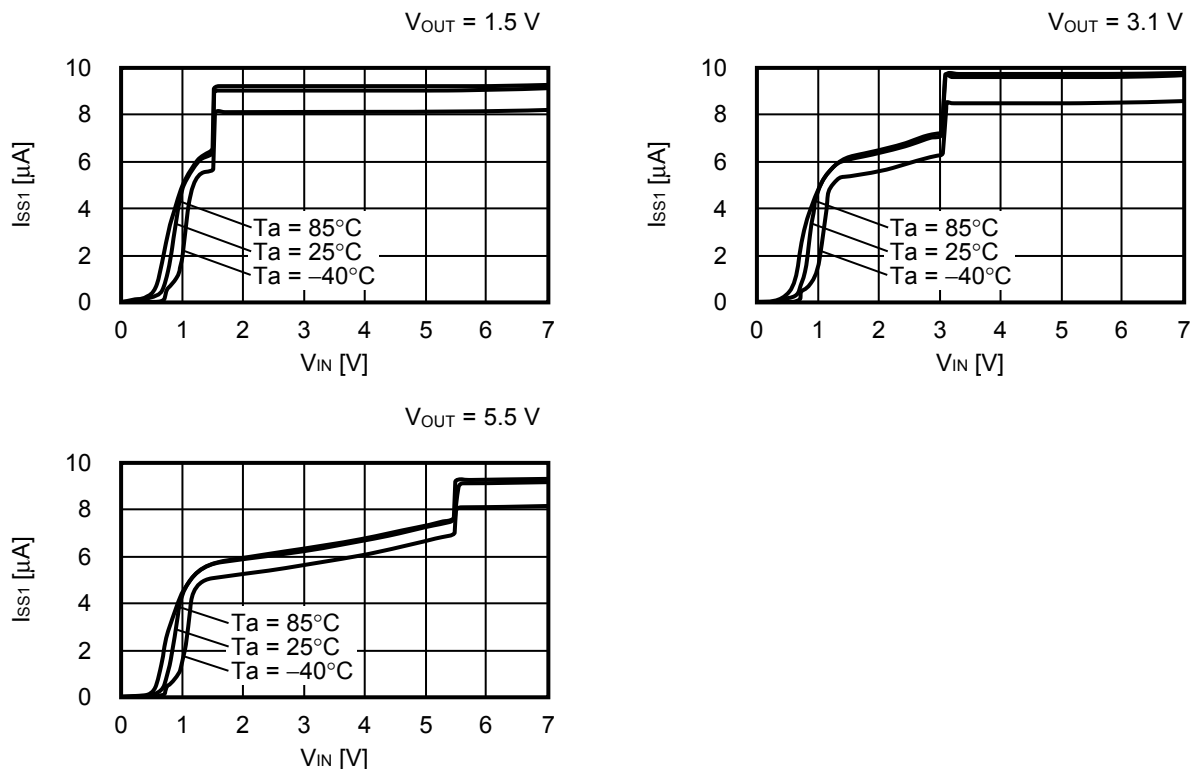 VOUT = 1.5 V
10
8
6
4
2
0
ISS1 [µA]
Ta = 85°C
Ta = 25°C
Ta = −40°C
0 1 2 3 4 5 6 7
VIN [V]
VOUT = 3.1 V
10
8
6
4
2
0
ISS1 [µA]
Ta = 85°C
Ta = 25°C
Ta = −40°C
0 1 2 3 4 5 6 7
VIN [V]
VOUT = 5.5 V
10
8
6
4
2
0
ISS1 [µA]
Ta = 85°C
Ta = 25°C
Ta = −40°C
0 1 2 3 4 5 6 7
VIN [V]